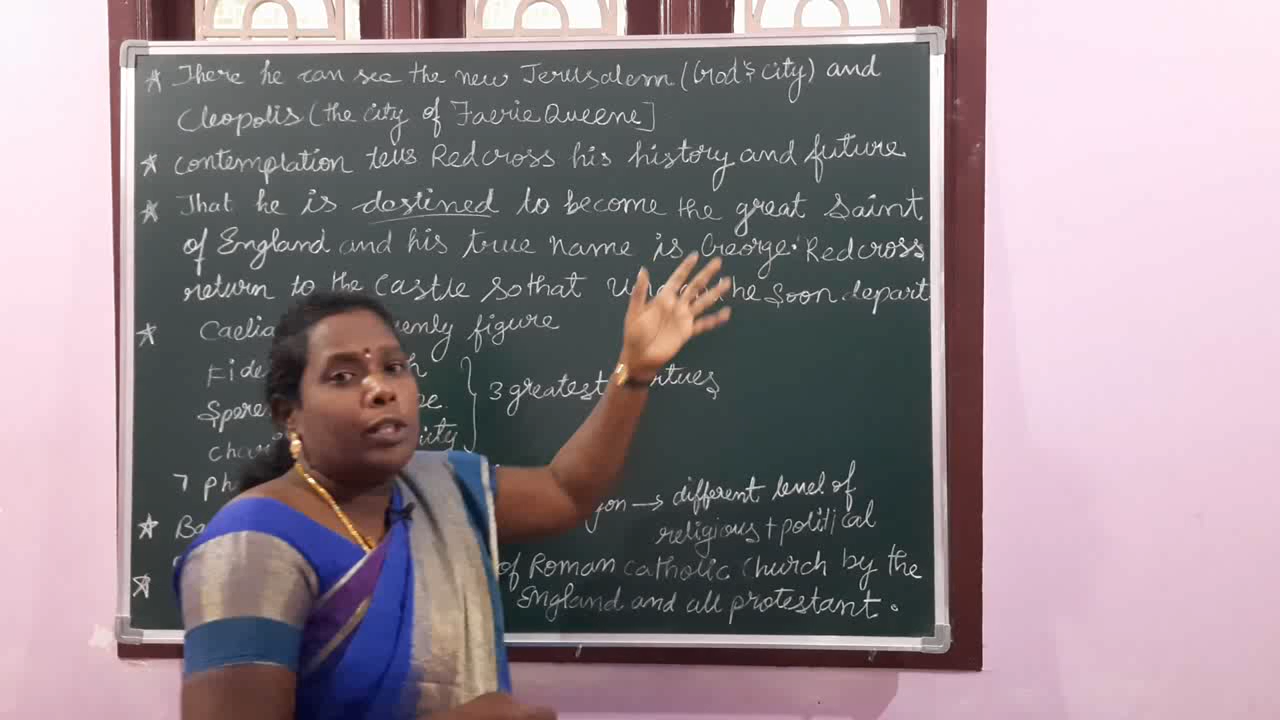 ★ There he can see the new Jerusalem (God's city) and
Cleopolis (the city of Faerie Queene]
★ contemplation tells Redcross his history and future
★ That he is destined to become the great Saint
of England and his true name is George. Redcross
return to the Castle so that the soon depart
★ Caelia figure
3 greatest
7
★ → different level of
religious + political
★ of Roman catholic church by the
England and all protestant.